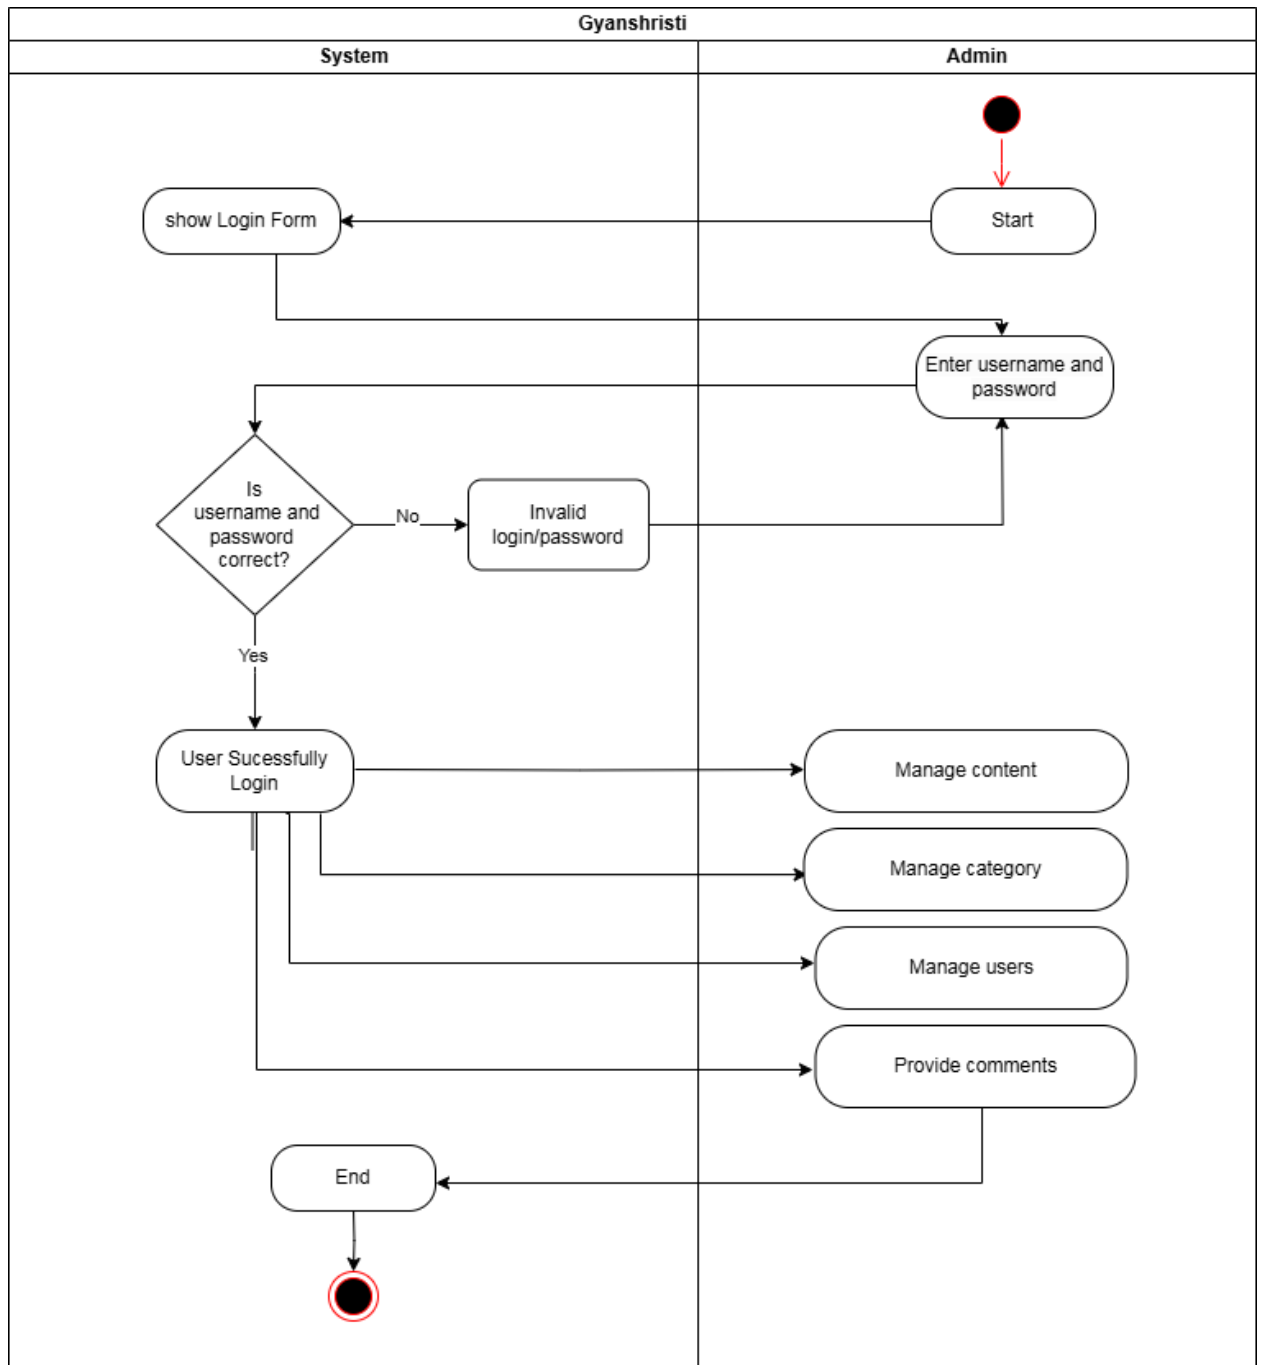 Gyanshristi
System
Admin
Start
show Login Form
Enter username and
password
Is
username and
password
correct?
No
Invalid
login/password
Yes
User Sucessfully
Login
Manage content
Manage category
Manage users
Provide comments
End